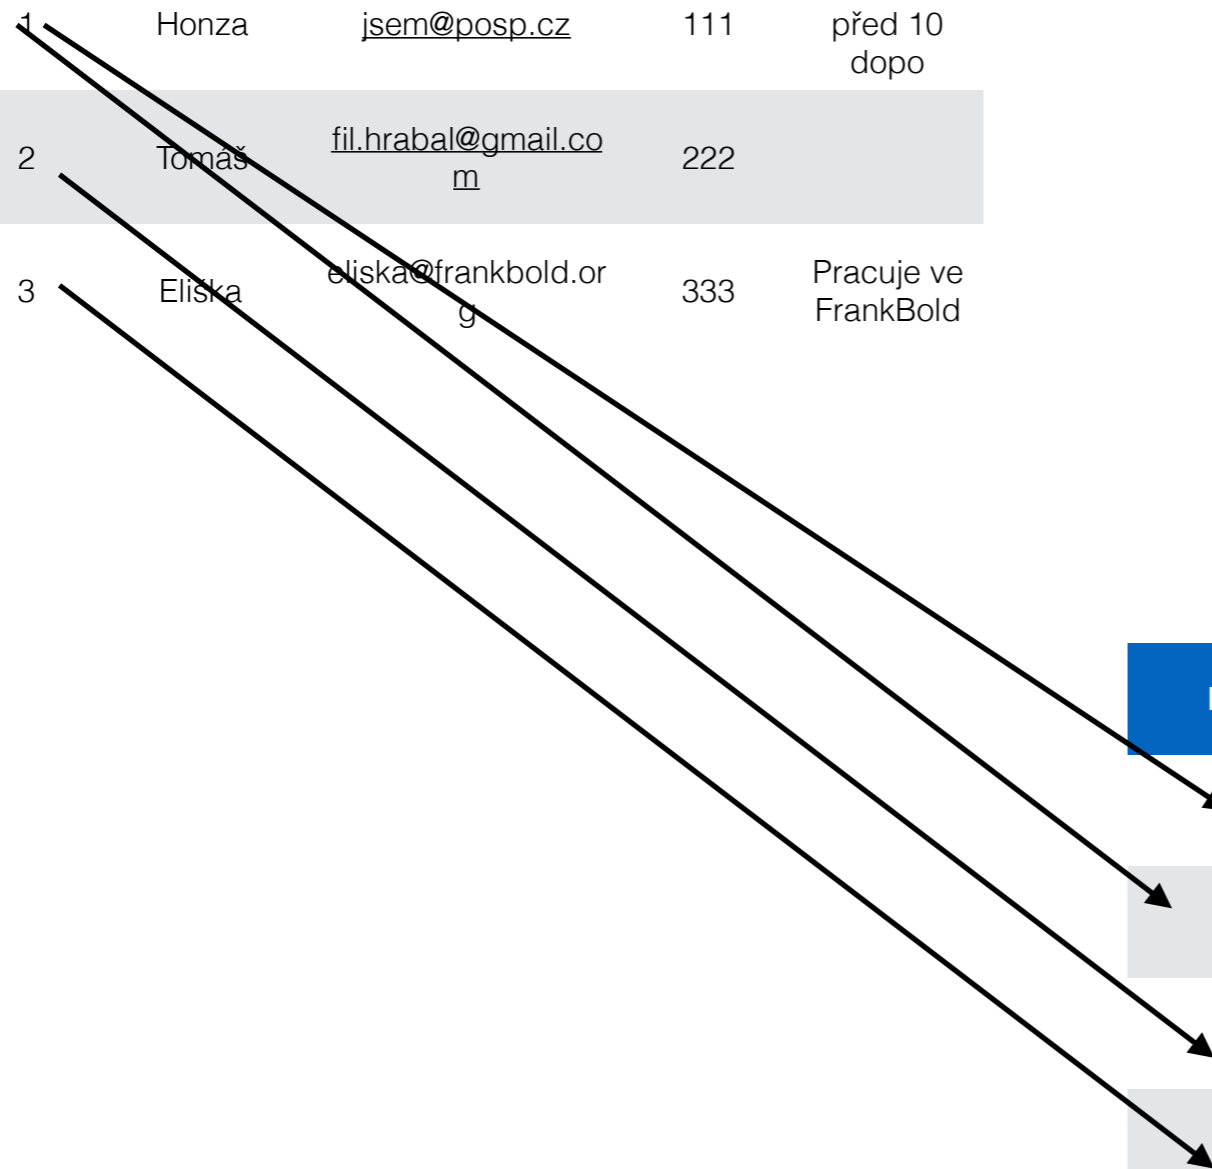 1 Honza jsem@posp.cz 111 před 10
dopo
2 Tomáš fil.hrabal@gmail.co
m 222
3 Eliška eliska@frankbold.or
g 333 Pracuje ve
FrankBold